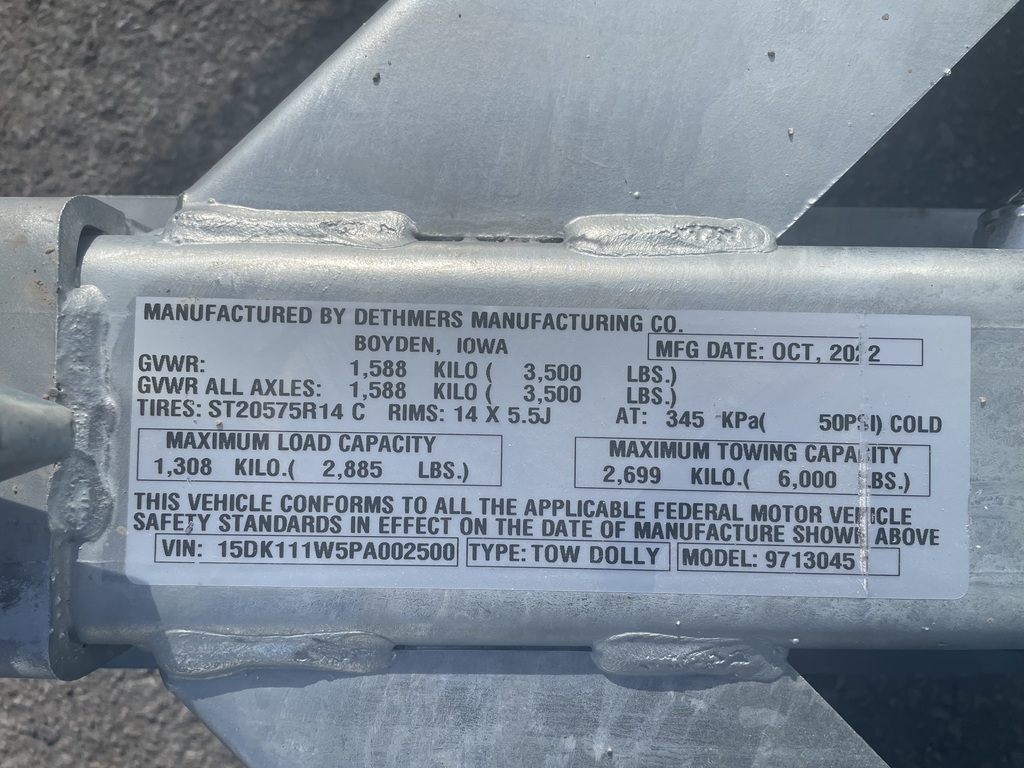 MANUFACTURED BY DETHMERS MANUFACTURING CO.
BOYDEN, IOWA
MFG DATE: OCT, 2022
GVWR: 1,588 KILO ( 3,500 LBS.)
GVWR ALL AXLES: 1,588 KILO ( 3,500 LBS.)
TIRES: ST20575R14 C RIMS: 14 X 5.5J AT: 345 KPa( 50PSI) COLD
MAXIMUM LOAD CAPACITY
1,308 KILO.( 2,885 LBS.)
MAXIMUM TOWING CAPACITY
2,699 KILO.( 6,000 LBS.)
THIS VEHICLE CONFORMS TO ALL THE APPLICABLE FEDERAL MOTOR VEHICLE
SAFETY STANDARDS IN EFFECT ON THE DATE OF MANUFACTURE SHOWN ABOVE
VIN: 15DK111W5PA002500 TYPE: TOW DOLLY MODEL: 9713045